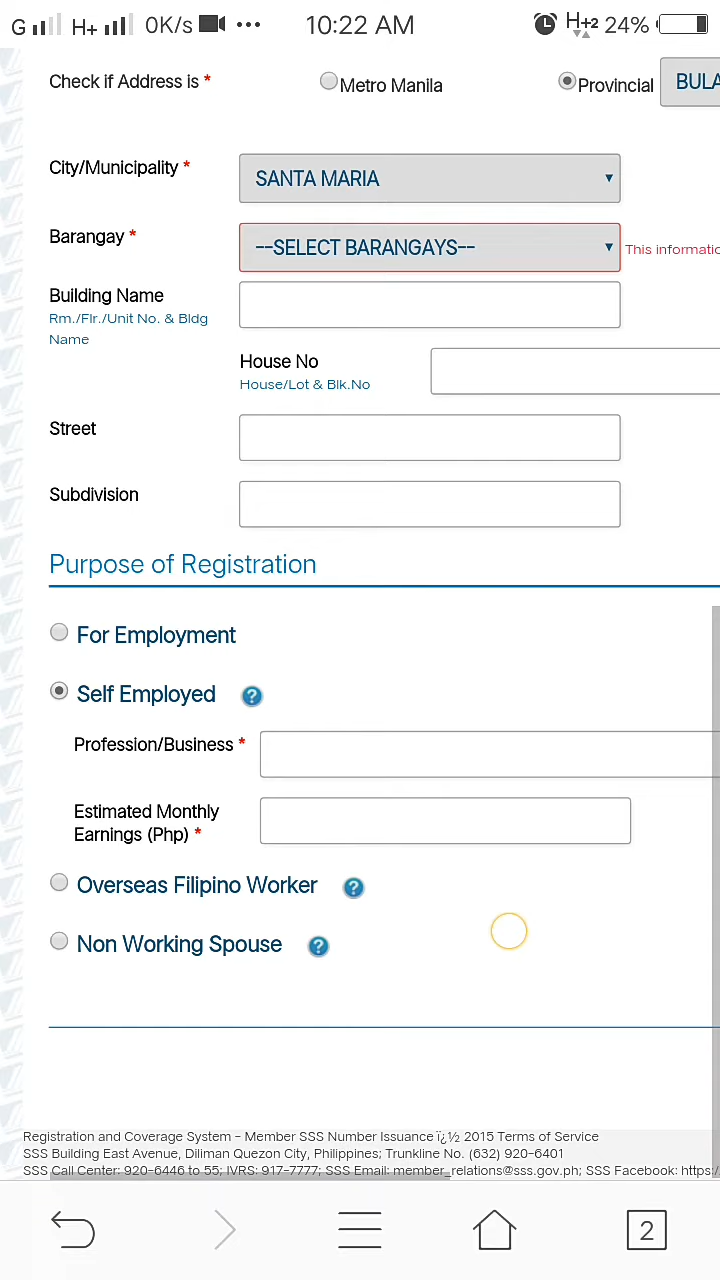 G H+ 0K/s ••• 10:22 AM H+2 24%
Check if Address is * Metro Manila Provincial BULA
City/Municipality * SANTA MARIA
Barangay * --SELECT BARANGAYS-- This informatio
Building Name
Rm./Flr./Unit No. & Bldg
Name
House No
House/Lot & Blk.No
Street
Subdivision
Purpose of Registration
For Employment
Self Employed ?
Profession/Business *
Estimated Monthly
Earnings (Php) *
Overseas Filipino Worker ?
Non Working Spouse ?
Registration and Coverage System - Member SSS Number Issuance ï¿½ 2015 Terms of Service
SSS Building East Avenue, Diliman Quezon City, Philippines; Trunkline No. (632) 920-6401
SSS Call Center: 920-6446 to 55; IVRS: 917-7777; SSS Email: member_relations@sss.gov.ph; SSS Facebook: https:/
2